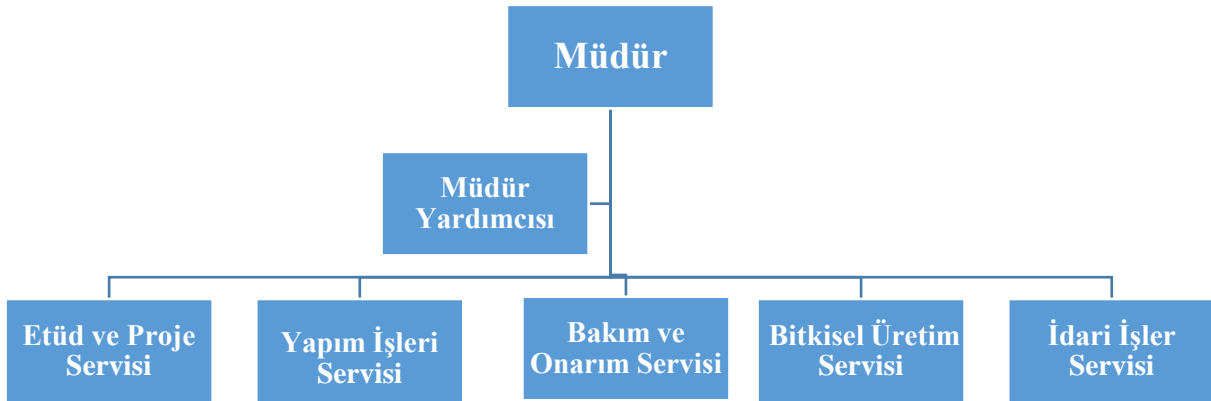 Müdür
Müdür
Yardımcısı
Etüd ve Proje
Servisi
Yapım İşleri
Servisi
Bakım ve
Onarım Servisi
Bitkisel Üretim
Servisi
İdari İşler
Servisi